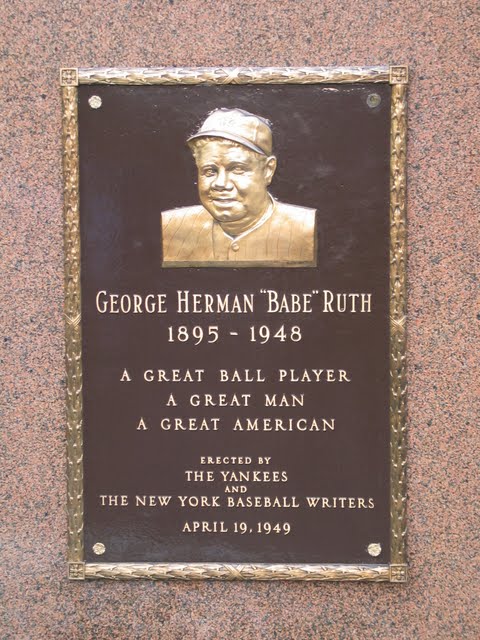 GEORGE HERMAN "BABE" RUTH
1895 - 1948
A GREAT BALL PLAYER
A GREAT MAN
A GREAT AMERICAN
ERECTED BY
THE YANKEES
AND
THE NEW YORK BASEBALL WRITERS
APRIL 19, 1949